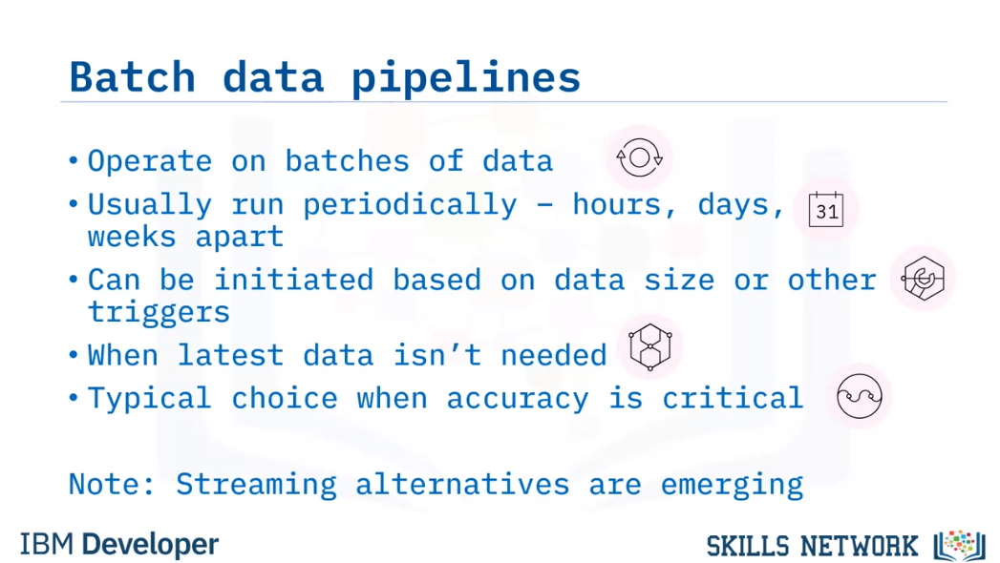 Batch data pipelines
• Operate on batches of data
• Usually run periodically – hours, days,
31
weeks apart
• Can be initiated based on data size or other
triggers
• When latest data isn’t needed
• Typical choice when accuracy is critical
Note: Streaming alternatives are emerging
IBM Developer
SKILLS NETWORK